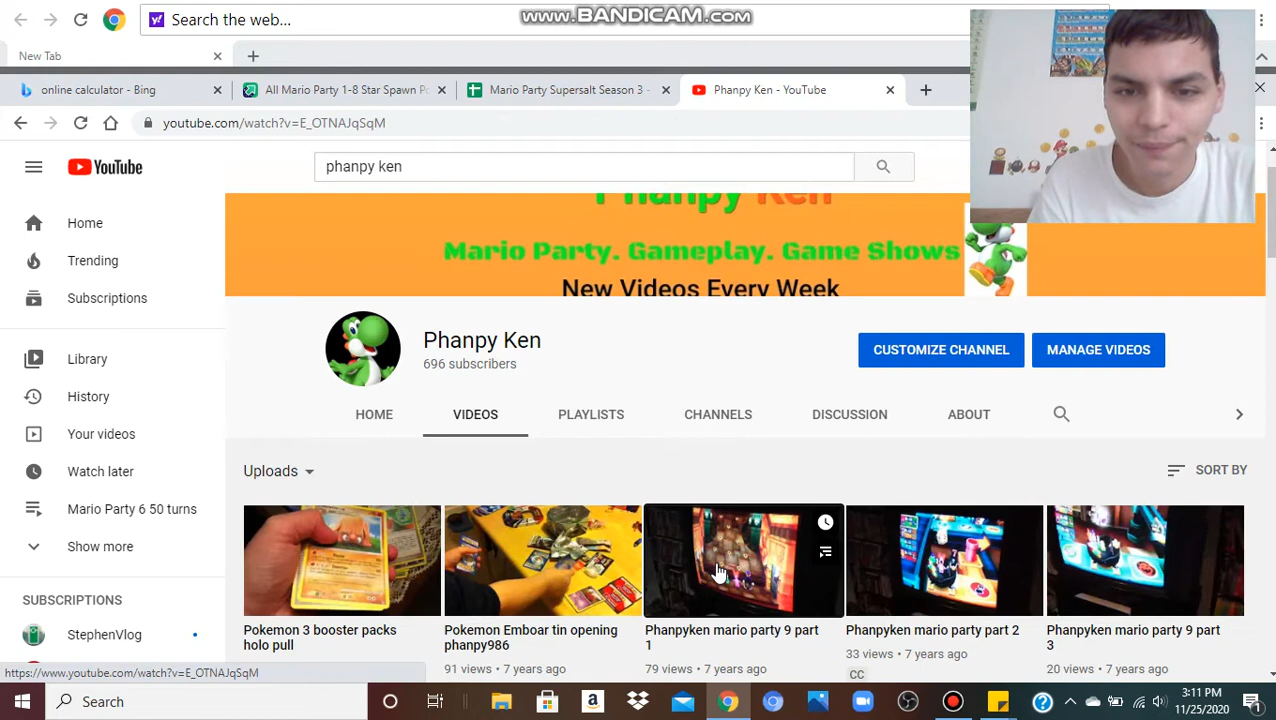 www.BANDICAM.com
Search the web...
New Tab
online calculator - Bing
All Mario Party 1-8 Star Spawn Po
Mario Party Supersalt Season 3 -
Phanpy Ken - YouTube
youtube.com/watch?v=E_OTNAJqSqM
YouTube
phanpy ken
Phanpy Ken
Mario Party. Gameplay. Game Shows
New Videos Every Week
Home
Trending
Subscriptions
Library
History
Your videos
Watch later
Mario Party 6 50 turns
Show more
SUBSCRIPTIONS
StephenVlog
Phanpy Ken
696 subscribers
CUSTOMIZE CHANNEL
MANAGE VIDEOS
HOME VIDEOS PLAYLISTS CHANNELS DISCUSSION ABOUT
Uploads
SORT BY
Pokemon 3 booster packs
holo pull
Pokemon Emboar tin opening
phanpy986
91 views • 7 years ago
Phanpyken mario party 9 part
1
79 views • 7 years ago
Phanpyken mario party part 2
33 views • 7 years ago
CC
Phanpyken mario party 9 part
3
20 views • 7 years ago
https://www.youtube.com/watch?v=E_OTNAJqSqM
Search
3:11 PM
11/25/2020
1